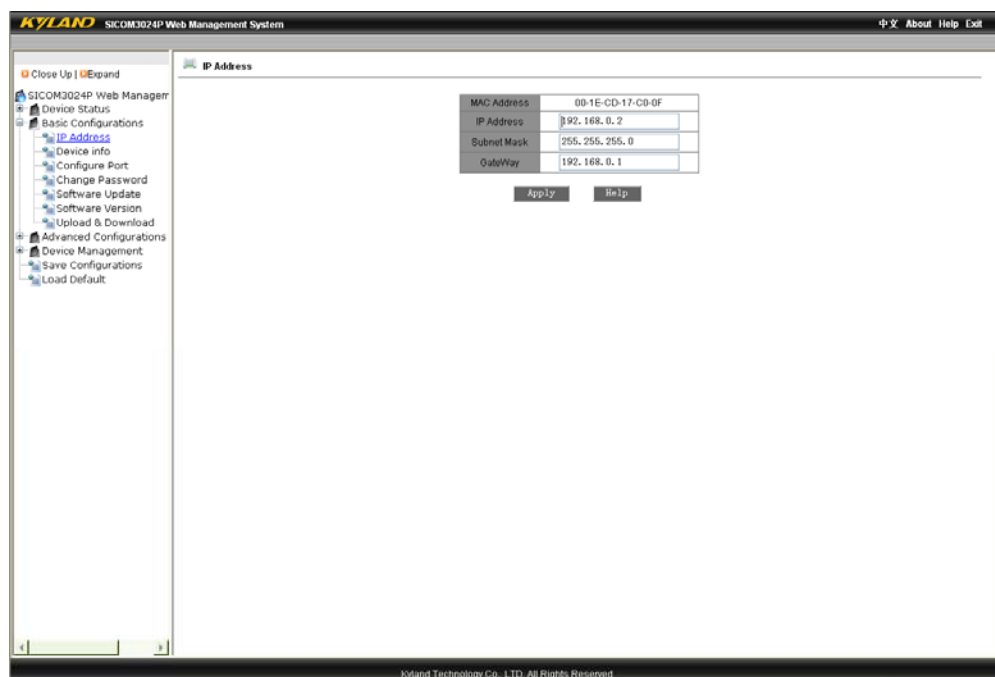 KYLAND SICOM3024P Web Management System
中文 About Help Exit
Close Up | Expand
SICOM3024P Web Managem
Device Status
Basic Configurations
IP Address
Device info
Configure Port
Change Password
Software Update
Software Version
Upload & Download
Advanced Configurations
Device Management
Save Configurations
Load Default
IP Address
MAC Address 00-1E-CD-17-C0-0F
IP Address 192.168.0.2
Subnet Mask 255.255.255.0
GateWay 192.168.0.1
Apply Help
Kyland Technology Co., LTD. All Rights Reserved